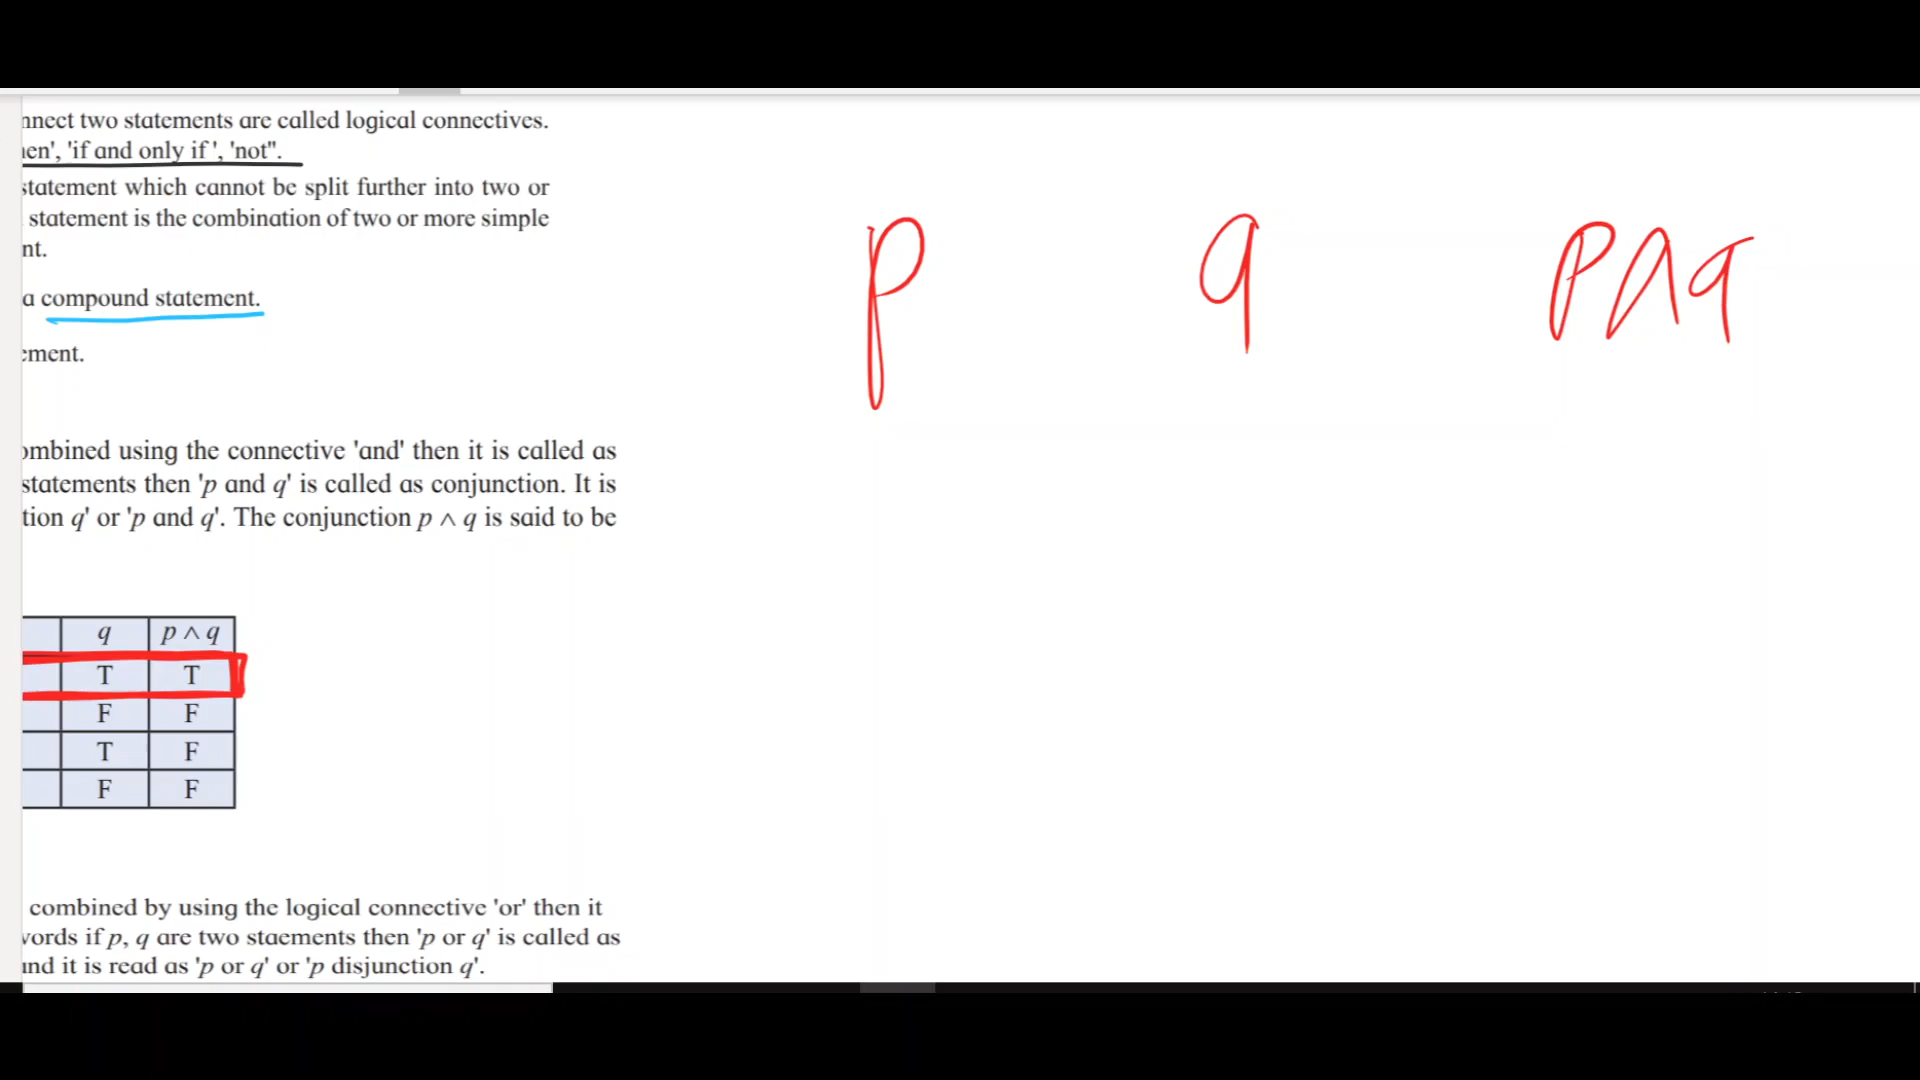 nnect two statements are called logical connectives.
en', 'if and only if ', 'not".
statement which cannot be split further into two or
statement is the combination of two or more simple
nt.
a compound statement.
ement.
ombined using the connective 'and' then it is called as
statements then 'p and q' is called as conjunction. It is
tion q' or 'p and q'. The conjunction p ∧ q is said to be
q p ∧ q
T T
F F
T F
F F
combined by using the logical connective 'or' then it
words if p, q are two staements then 'p or q' is called as
and it is read as 'p or q' or 'p disjunction q'.
p q p∧q